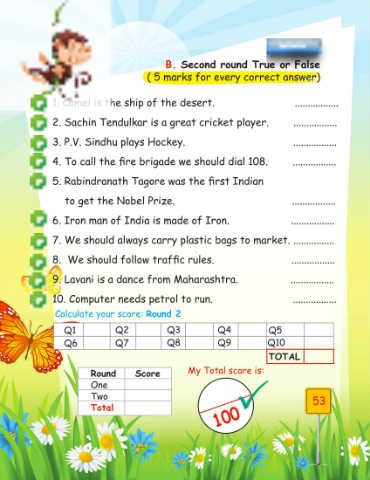 B. Second round True or False
( 5 marks for every correct answer)
1. Camel is the ship of the desert. .................
2. Sachin Tendulkar is a great cricket player. .................
3. P.V. Sindhu plays Hockey. .................
4. To call the fire brigade we should dial 108. .................
5. Rabindranath Tagore was the first Indian
to get the Nobel Prize. .................
6. Iron man of India is made of Iron. .................
7. We should always carry plastic bags to market. ................
8. We should follow traffic rules. .................
9. Lavani is a dance from Maharashtra. .................
10. Computer needs petrol to run. .................
Calculate your score: Round 2
Q1 Q2 Q3 Q4 Q5
Q6 Q7 Q8 Q9 Q10
TOTAL
Round Score
One
Two
Total
My Total score is:
100
53